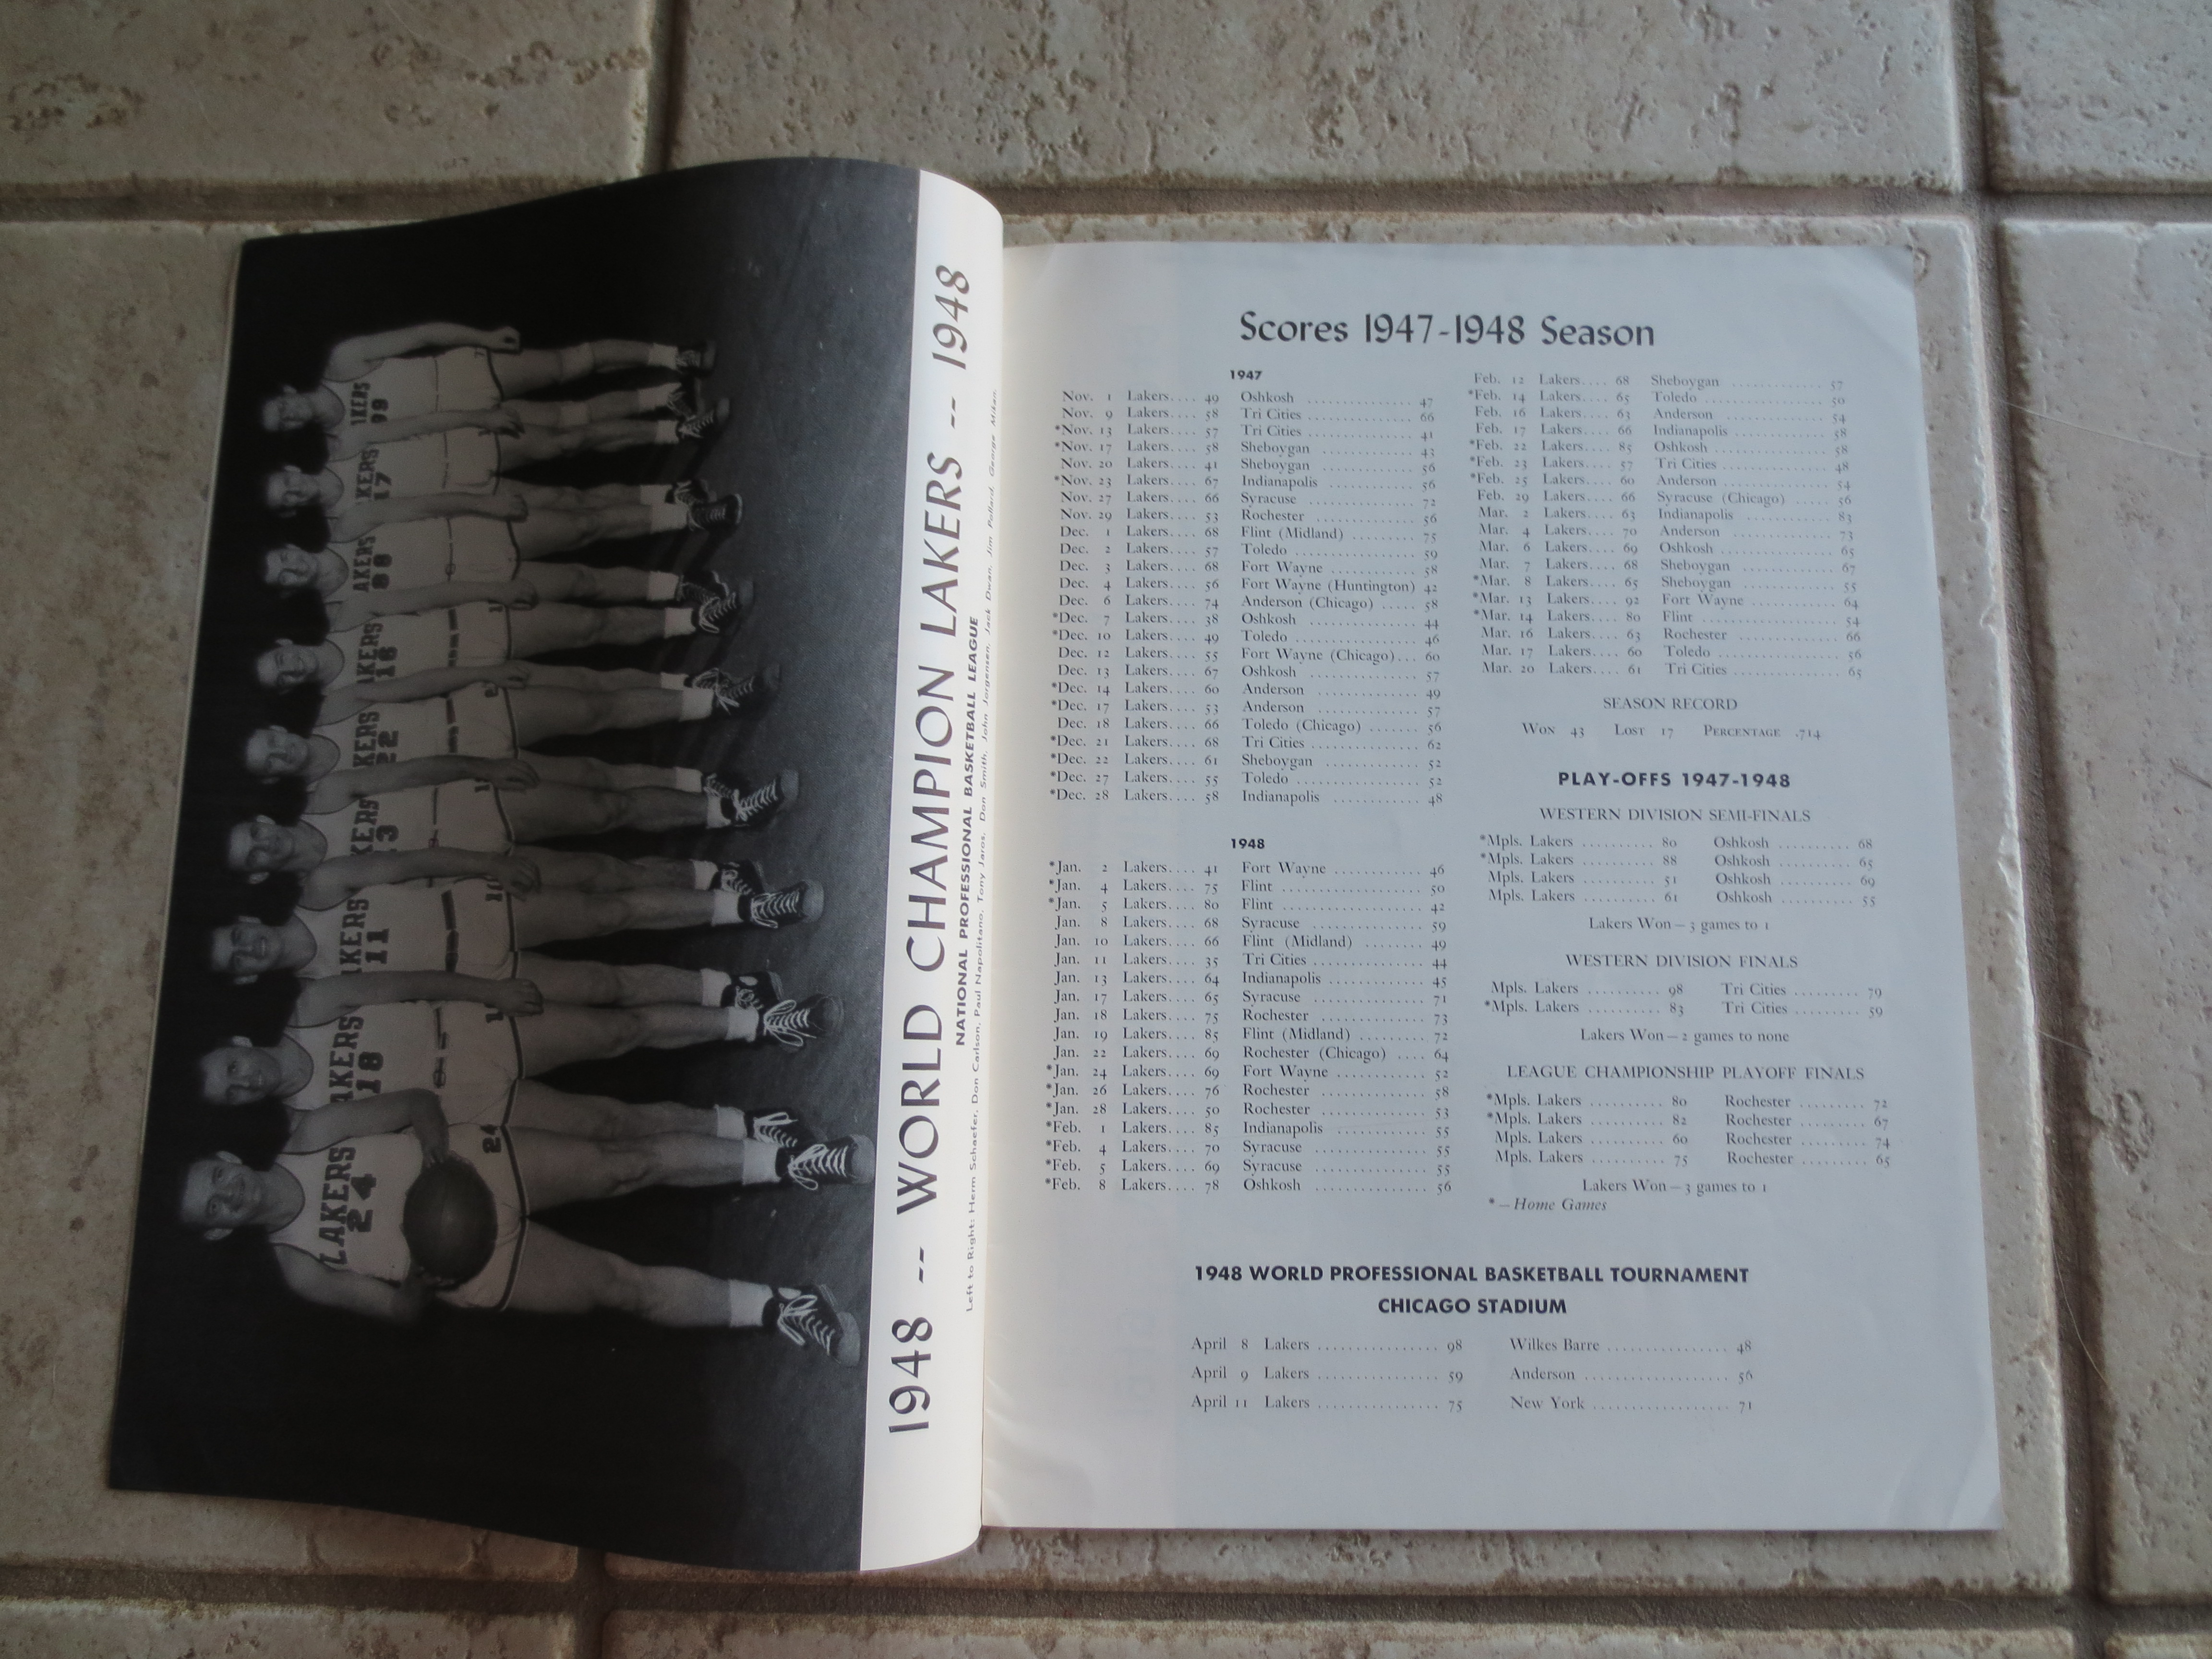 1948 -- WORLD CHAMPION LAKERS -- 1948
NATIONAL PROFESSIONAL BASKETBALL LEAGUE
Left to Right: Herm Schaefer, Don Carlson, Paul Napolitano, Tony Jaros, Don Smith, John Jorgensen, Jack Dwan, Jim Pollard, George Mikan.
LAKERS 24
24
AKERS 18
KERS 11
KERS
KERS 22
KERS 16
AKERS
KERS 17
KERS 99
Scores 1947-1948 Season
1947
Nov. 1 Lakers.... 49 Oshkosh .................... 47
Nov. 9 Lakers.... 58 Tri Cities .................... 66
*Nov. 13 Lakers.... 57 Tri Cities .................... 41
*Nov. 17 Lakers.... 58 Sheboygan .................... 43
Nov. 20 Lakers.... 41 Sheboygan .................... 56
*Nov. 23 Lakers.... 67 Indianapolis .................... 56
Nov. 27 Lakers.... 66 Syracuse .................... 72
Nov. 29 Lakers.... 53 Rochester .................... 56
Dec. 1 Lakers.... 68 Flint (Midland) ............ 75
Dec. 2 Lakers.... 57 Toledo .................... 59
Dec. 3 Lakers.... 68 Fort Wayne .................... 58
Dec. 4 Lakers.... 56 Fort Wayne (Huntington) 42
Dec. 6 Lakers.... 74 Anderson (Chicago) ..... 58
*Dec. 7 Lakers.... 38 Oshkosh .................... 44
*Dec. 10 Lakers.... 49 Toledo .................... 46
Dec. 12 Lakers.... 55 Fort Wayne (Chicago)... 60
Dec. 13 Lakers.... 67 Oshkosh .................... 57
*Dec. 14 Lakers.... 60 Anderson .................... 49
*Dec. 17 Lakers.... 53 Anderson .................... 57
Dec. 18 Lakers.... 66 Toledo (Chicago) ....... 56
*Dec. 21 Lakers.... 68 Tri Cities .................... 62
*Dec. 22 Lakers.... 61 Sheboygan .................... 52
*Dec. 27 Lakers.... 55 Toledo .................... 52
*Dec. 28 Lakers.... 58 Indianapolis .................... 48
1948
*Jan. 2 Lakers.... 41 Fort Wayne .................... 46
*Jan. 4 Lakers.... 75 Flint .................... 50
*Jan. 5 Lakers.... 80 Flint .................... 42
Jan. 8 Lakers.... 68 Syracuse .................... 59
Jan. 10 Lakers.... 66 Flint (Midland) ........ 49
Jan. 11 Lakers.... 35 Tri Cities .................... 44
Jan. 13 Lakers.... 64 Indianapolis .................... 45
Jan. 17 Lakers.... 65 Syracuse .................... 71
Jan. 18 Lakers.... 75 Rochester .................... 73
Jan. 19 Lakers.... 85 Flint (Midland) ........ 72
Jan. 22 Lakers.... 69 Rochester (Chicago) .... 64
*Jan. 24 Lakers.... 69 Fort Wayne .................... 52
*Jan. 26 Lakers.... 76 Rochester .................... 58
*Jan. 28 Lakers.... 50 Rochester .................... 53
*Feb. 1 Lakers.... 85 Indianapolis .................... 55
*Feb. 4 Lakers.... 70 Syracuse .................... 55
*Feb. 5 Lakers.... 69 Syracuse .................... 55
*Feb. 8 Lakers.... 78 Oshkosh .................... 56
Feb. 12 Lakers.... 68 Sheboygan .................... 57
*Feb. 14 Lakers.... 65 Toledo .................... 50
Feb. 16 Lakers.... 63 Anderson .................... 54
Feb. 17 Lakers.... 66 Indianapolis .................... 58
*Feb. 22 Lakers.... 85 Oshkosh .................... 58
*Feb. 23 Lakers.... 57 Tri Cities .................... 48
*Feb. 25 Lakers.... 60 Anderson .................... 54
Feb. 29 Lakers.... 66 Syracuse (Chicago) ........ 56
Mar. 2 Lakers.... 63 Indianapolis .................... 83
Mar. 4 Lakers.... 70 Anderson .................... 73
Mar. 6 Lakers.... 69 Oshkosh .................... 65
Mar. 7 Lakers.... 68 Sheboygan .................... 67
*Mar. 8 Lakers.... 65 Sheboygan .................... 55
*Mar. 13 Lakers.... 92 Fort Wayne .................... 64
*Mar. 14 Lakers.... 80 Flint .................... 54
Mar. 16 Lakers.... 63 Rochester .................... 66
Mar. 17 Lakers.... 60 Toledo .................... 56
Mar. 20 Lakers.... 61 Tri Cities .................... 65
SEASON RECORD
WON 43 LOST 17 PERCENTAGE .714
PLAY-OFFS 1947-1948
WESTERN DIVISION SEMI-FINALS
*Mpls. Lakers .......... 80 Oshkosh .......... 68
*Mpls. Lakers .......... 88 Oshkosh .......... 65
Mpls. Lakers .......... 51 Oshkosh .......... 69
Mpls. Lakers .......... 61 Oshkosh .......... 55
Lakers Won — 3 games to 1
WESTERN DIVISION FINALS
Mpls. Lakers .......... 98 Tri Cities .......... 79
*Mpls. Lakers .......... 83 Tri Cities .......... 59
Lakers Won — 2 games to none
LEAGUE CHAMPIONSHIP PLAYOFF FINALS
*Mpls. Lakers .......... 80 Rochester .......... 72
*Mpls. Lakers .......... 82 Rochester .......... 67
Mpls. Lakers .......... 60 Rochester .......... 74
Mpls. Lakers .......... 75 Rochester .......... 65
Lakers Won — 3 games to 1
* — Home Games
1948 WORLD PROFESSIONAL BASKETBALL TOURNAMENT
CHICAGO STADIUM
April 8 Lakers ................ 98 Wilkes Barre ................ 48
April 9 Lakers ................ 59 Anderson ................ 56
April 11 Lakers ................ 75 New York ................ 71